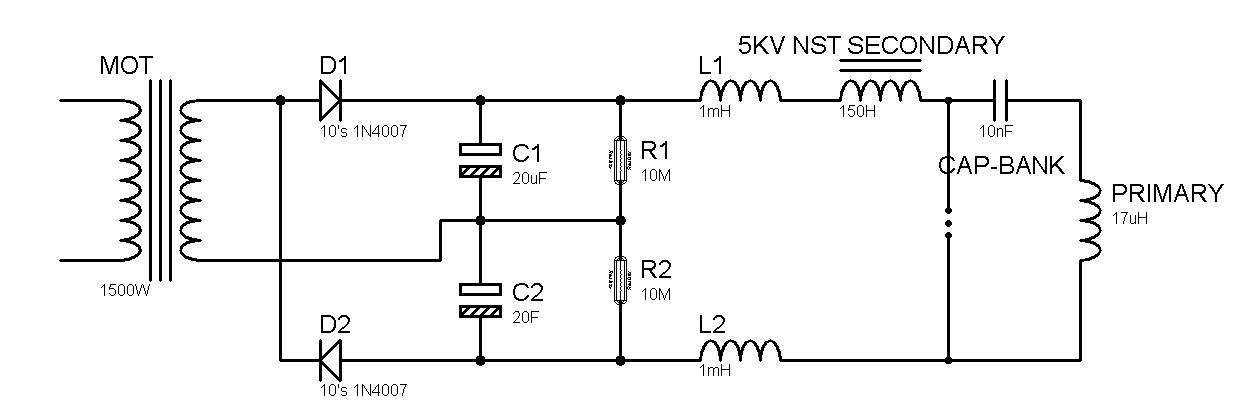 5KV NST SECONDARY
MOT
D1
L1
10's 1N4007
1mH
150H
10nF
C1
20uF
R1
10M
CAP-BANK
PRIMARY
17uH
1500W
C2
20F
R2
10M
D2
L2
10's 1N4007
1mH